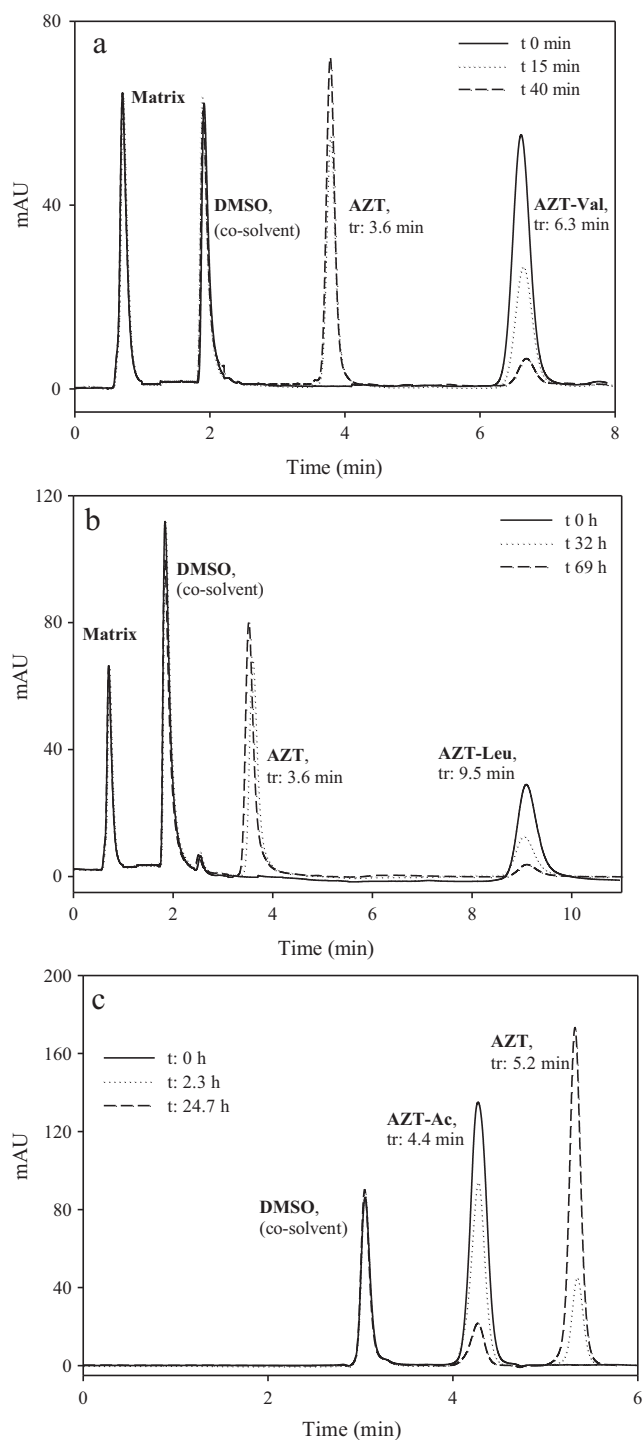 a
80
40
0
mAU
t 0 min
t 15 min
t 40 min
Matrix
DMSO,
(co-solvent)
AZT,
tr: 3.6 min
AZT-Val,
tr: 6.3 min
0 2 4 6 8
Time (min)
b
120
80
40
0
mAU
t 0 h
t 32 h
t 69 h
DMSO,
(co-solvent)
Matrix
AZT,
tr: 3.6 min
AZT-Leu,
tr: 9.5 min
0 2 4 6 8 10
Time (min)
c
200
160
120
80
40
0
mAU
t: 0 h
t: 2.3 h
t: 24.7 h
AZT,
tr: 5.2 min
AZT-Ac,
tr: 4.4 min
DMSO,
(co-solvent)
0 2 4 6
Time (min)